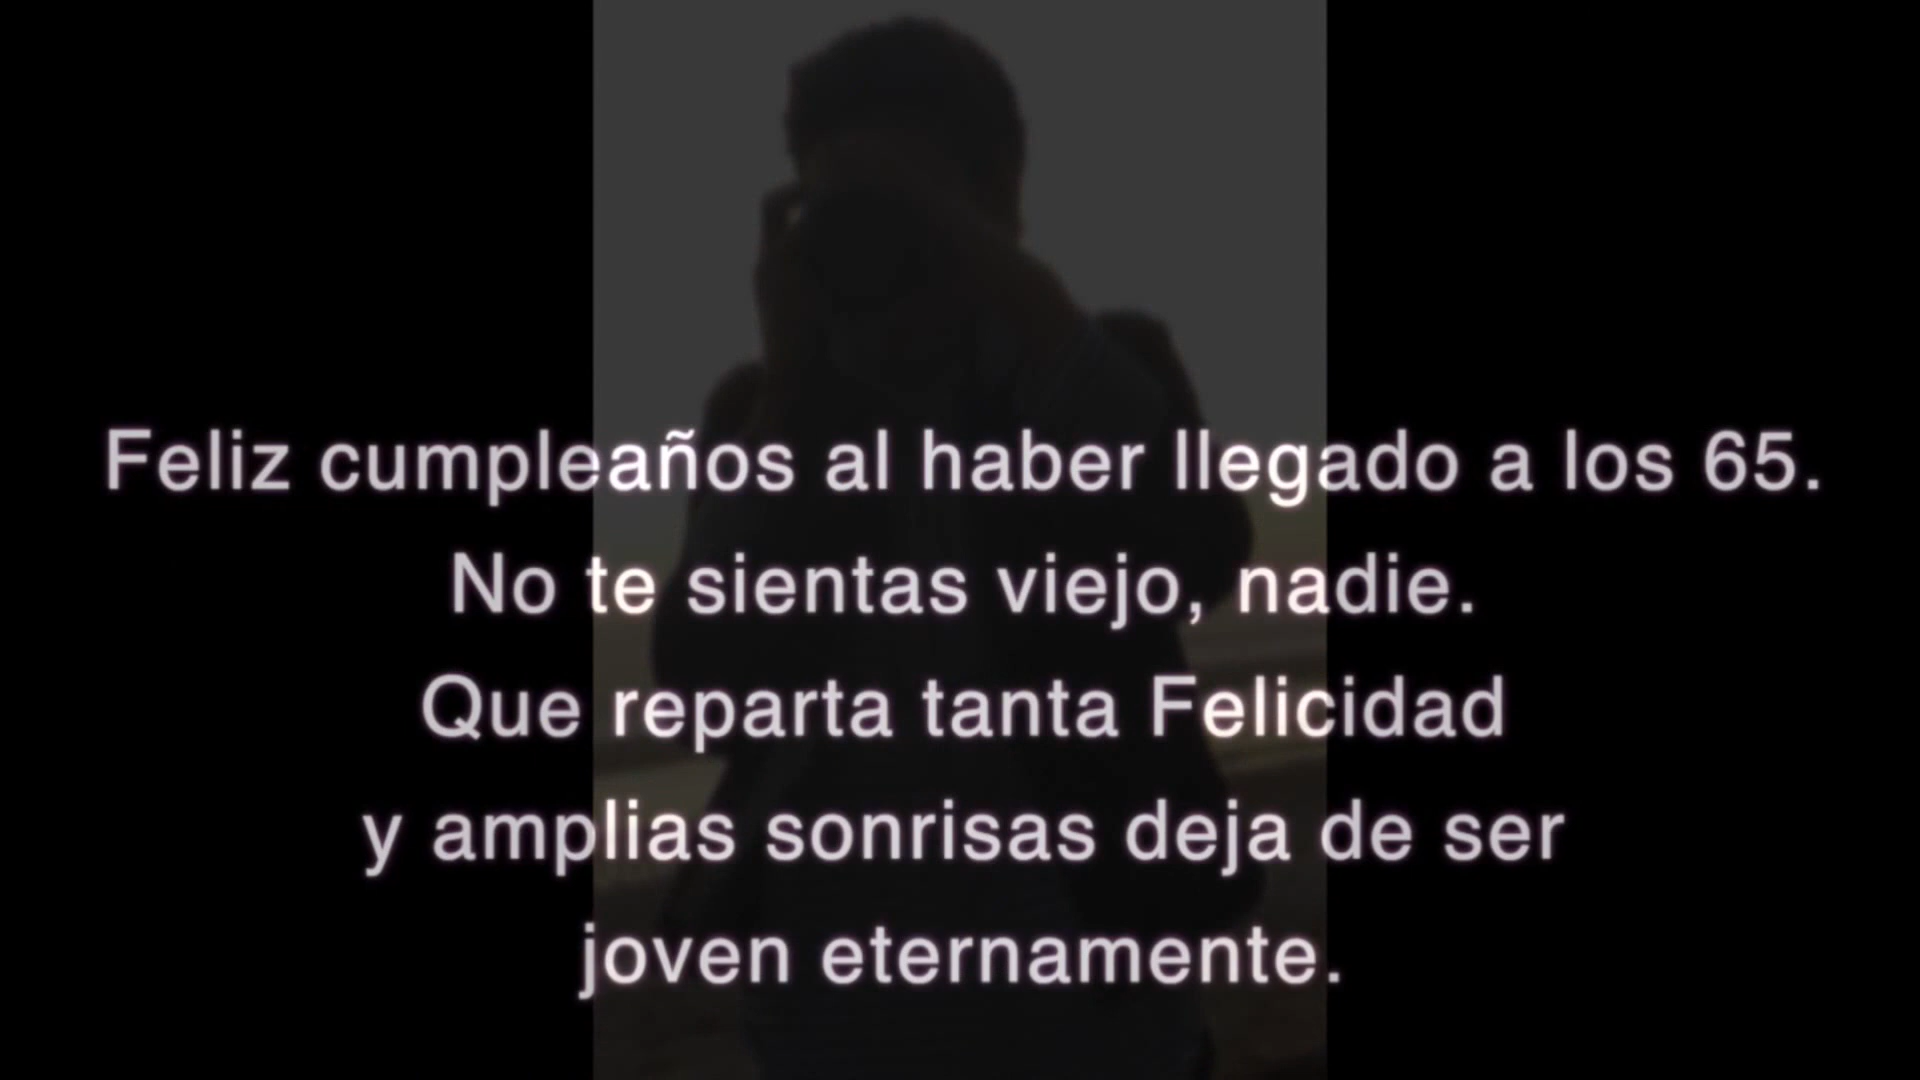 Feliz cumpleaños al haber llegado a los 65.
No te sientas viejo, nadie.
Que reparta tanta Felicidad
y amplias sonrisas deja de ser
joven eternamente.